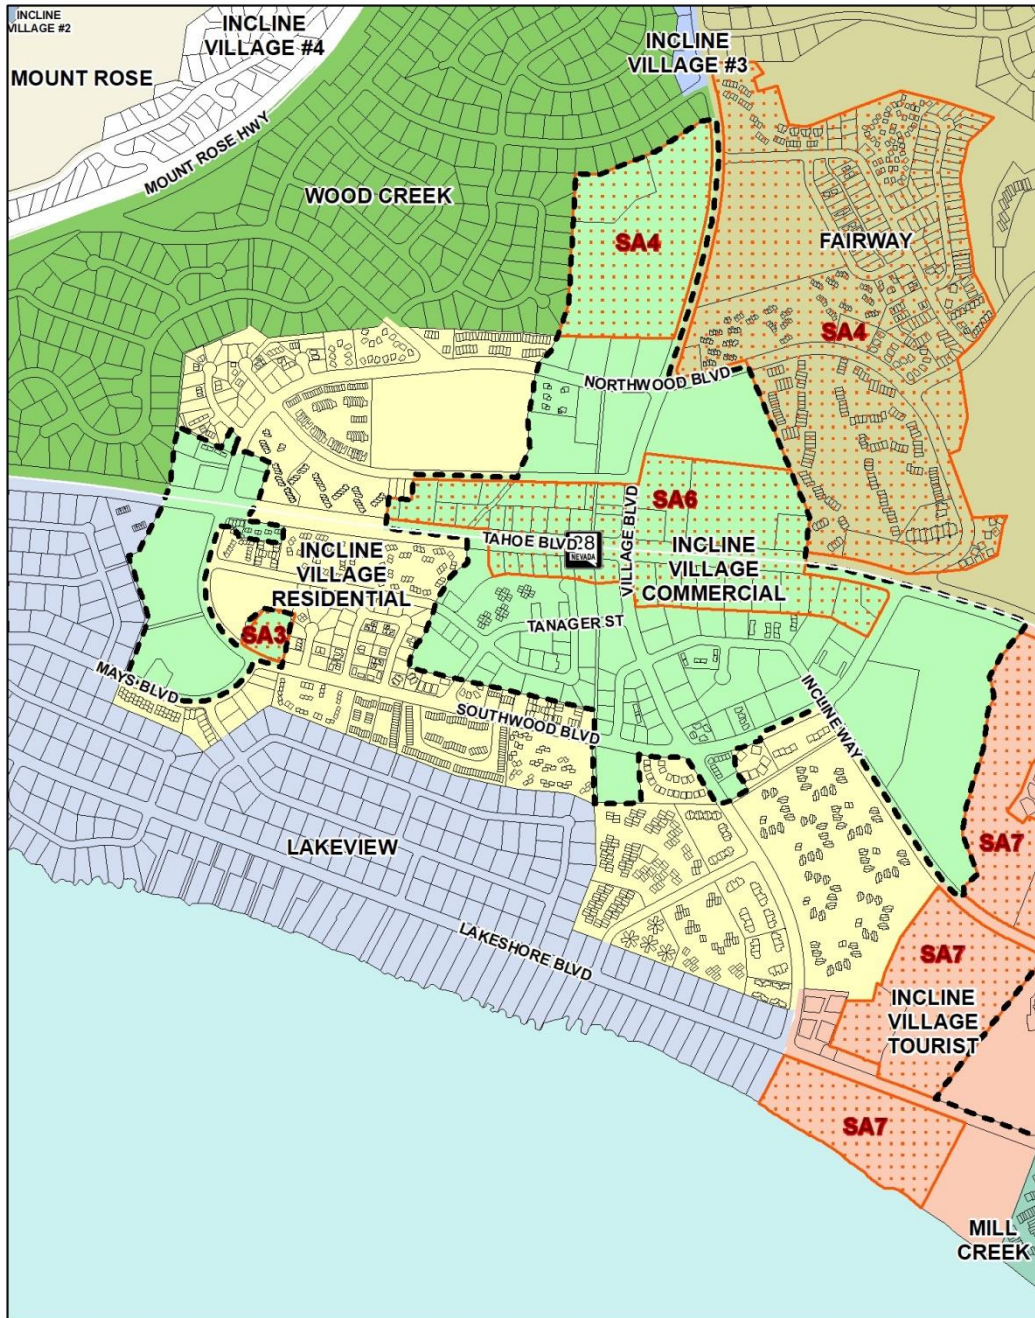 INCLINE
VILLAGE #2
INCLINE
VILLAGE #4
MOUNT ROSE
MOUNT ROSE HWY
INCLINE
VILLAGE #3
WOOD CREEK
SA4
FAIRWAY
SA4
NORTHWOOD BLVD
SA6
VILLAGE BLVD
TAHOE BLVD
28
NEVADA
INCLINE
VILLAGE
COMMERCIAL
INCLINE
VILLAGE
RESIDENTIAL
TANAGER ST
SA3
MAYS BLVD
SOUTHWOOD BLVD
INCLINE WAY
LAKEVIEW
SA7
LAKESHORE BLVD
SA7
INCLINE
VILLAGE
TOURIST
SA7
MILL
CREEK